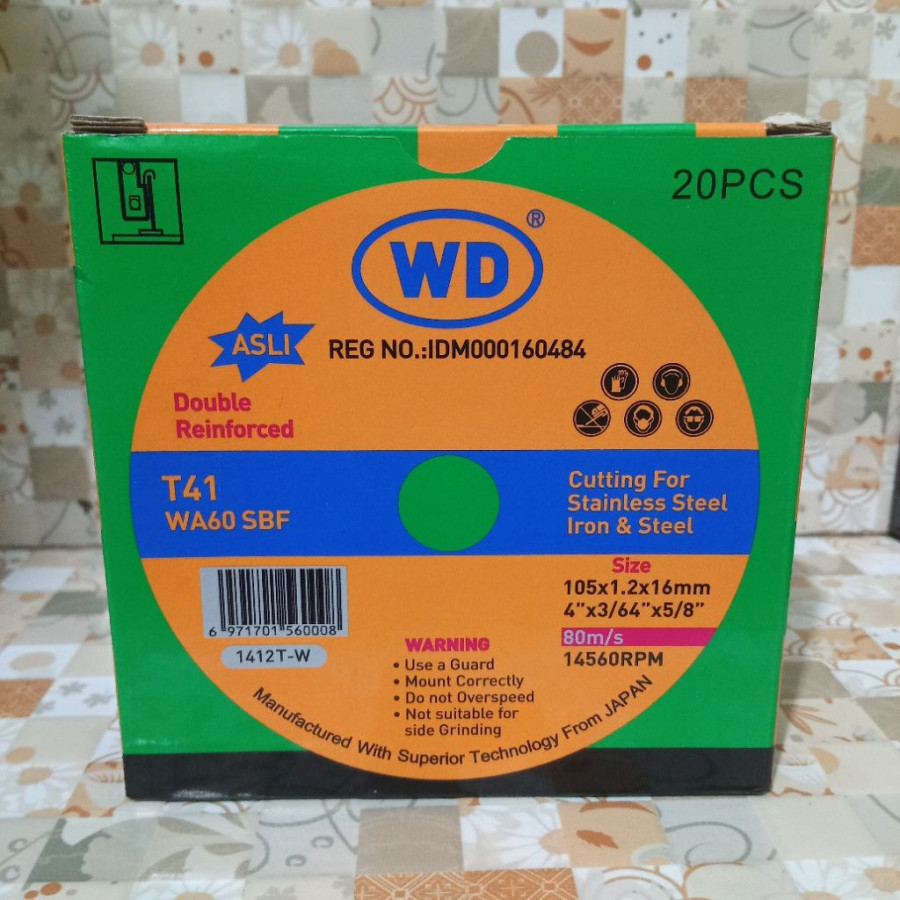 20PCS
WD®
ASLI
REG NO.:IDM000160484
Double
Reinforced
T41
WA60 SBF
Cutting For
Stainless Steel
Iron & Steel
Size
105x1.2x16mm
4”x3/64”x5/8”
80m/s
14560RPM
6 971701 560008
1412T-W
WARNING
• Use a Guard
• Mount Correctly
• Do not Overspeed
• Not suitable for
side Grinding
Manufactured With Superior Technology From JAPAN